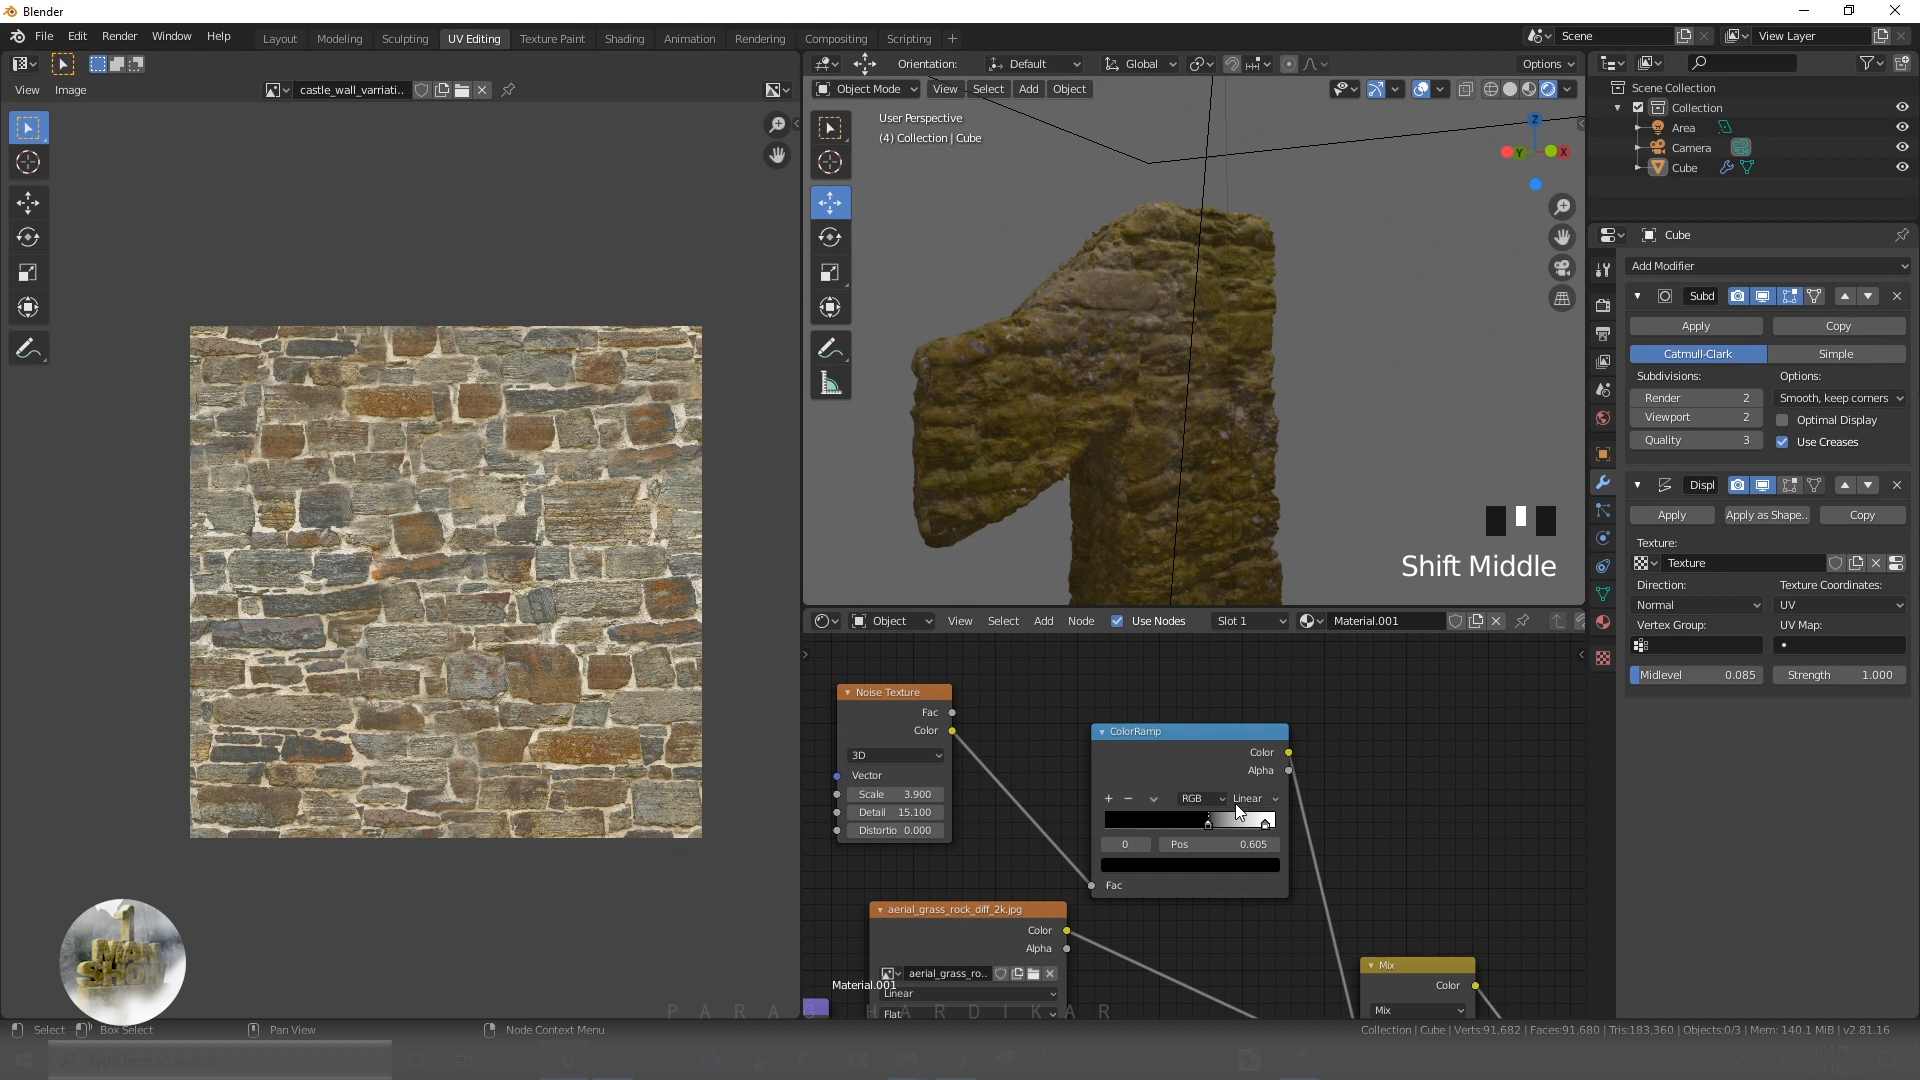 Blender
File Edit Render Window Help
Layout Modeling Sculpting UV Editing Texture Paint Shading Animation Rendering Compositing Scripting +
Scene
View Layer
Orientation: Default Global Options
View Image
castle_wall_varriati..
Object Mode View Select Add Object
User Perspective
(4) Collection | Cube
Z
Y X
Scene Collection
Collection
Area
Camera
Cube
Cube
Add Modifier
Subd
Apply Copy
Catmull-Clark Simple
Subdivisions: Options:
Render 2 Smooth, keep corners
Viewport 2 Optimal Display
Quality 3 Use Creases
Displ
Apply Apply as Shape.. Copy
Texture:
Texture
Direction: Texture Coordinates:
Normal UV
Vertex Group: UV Map:
Midlevel 0.085 Strength 1.000
Shift Middle
Object View Select Add Node Use Nodes Slot 1 Material.001
Noise Texture
Fac
Color
3D
Vector
Scale 3.900
Detail 15.100
Distortio 0.000
ColorRamp
Color
Alpha
RGB Linear
0 Pos 0.605
Fac
aerial_grass_rock_diff_2k.jpg
Color
Alpha
aerial_grass_ro..
Linear
Flat
Material.001
Mix
Color
Mix
1
MAN
SHOW
PARAG HARDIKAR
Select Box Select Pan View Node Context Menu
Collection | Cube | Verts:91,682 | Faces:91,680 | Tris:183,360 | Objects:0/3 | Mem: 140.1 MiB | v2.81.16
Type here to search